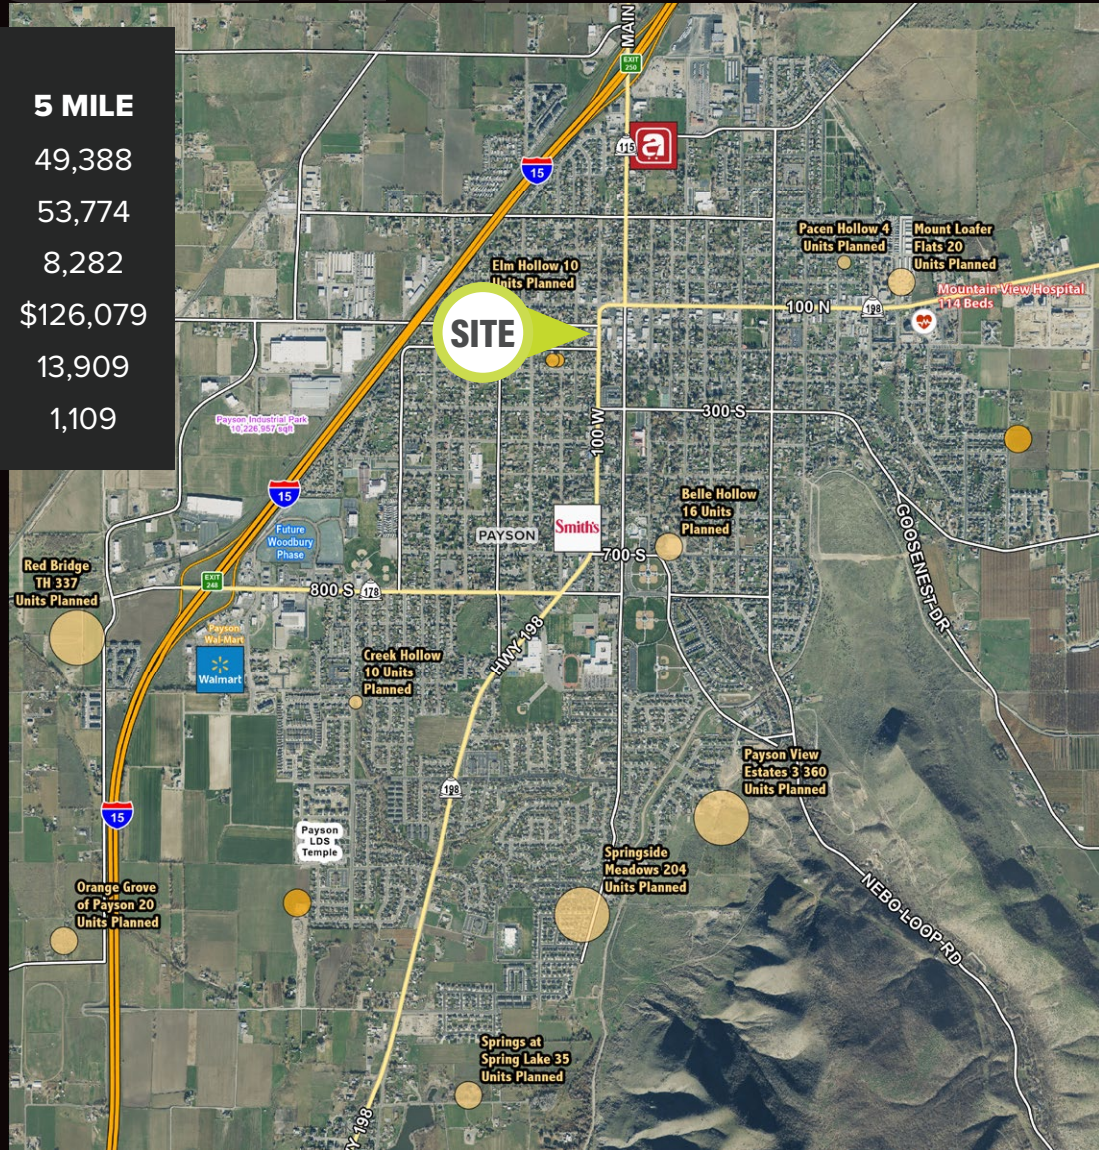 5 MILE
49,388
53,774
8,282
$126,079
13,909
1,109
MAIN
EXIT
250
115
a
15
Pacen Hollow 4
Units Planned
Mount Loafer
Flats 20
Units Planned
Elm Hollow 10
Units Planned
Mountain View Hospital
114 Beds
100 N
198
SITE
100 W
300 S
Payson Industrial Park
10,226,957 sqft
15
Future
Woodbury
Phase
PAYSON
Smith's
Belle Hollow
16 Units
Planned
700 S
GOOSENEST DR
Red Bridge
TH 337
Units Planned
EXIT
248
800 S
178
HWY 198
Payson
Wal-Mart
Walmart
Creek Hollow
10 Units
Planned
Payson View
Estates 3 360
Units Planned
198
15
Payson
LDS
Temple
Springside
Meadows 204
Units Planned
NEBO LOOP RD
Orange Grove
of Payson 20
Units Planned
Springs at
Spring Lake 35
Units Planned
Y 198